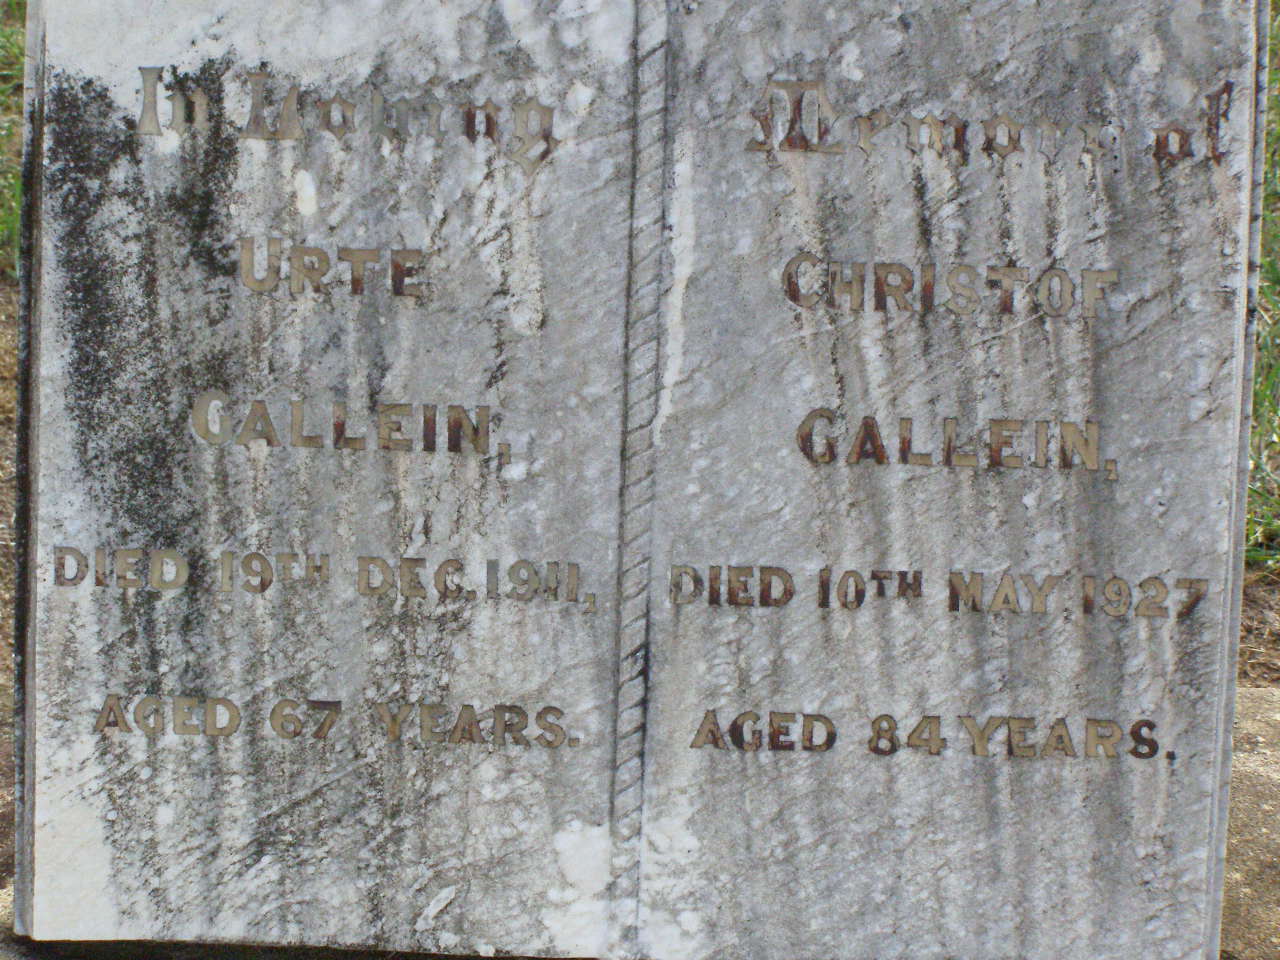 In Loving
URTE
GALLEIN,
DIED 19TH DEC. 1911,
AGED 67 YEARS.
Memory of
CHRISTOF
GALLEIN,
DIED 10TH MAY 1927
AGED 84 YEARS.